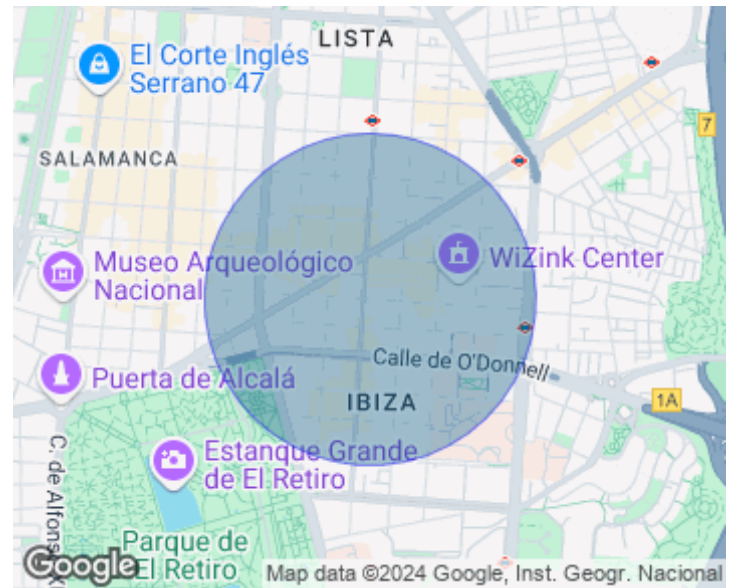 LISTA
El Corte Inglés
Serrano 47
7
SALAMANCA
WiZink Center
Museo Arqueológico
Nacional
Calle de O'Donnell
Puerta de Alcalá
IBIZA
1A
C. de Alfonso X
Estanque Grande
de El Retiro
Parque de
El Retiro
Google
Map data ©2024 Google, Inst. Geogr. Nacional